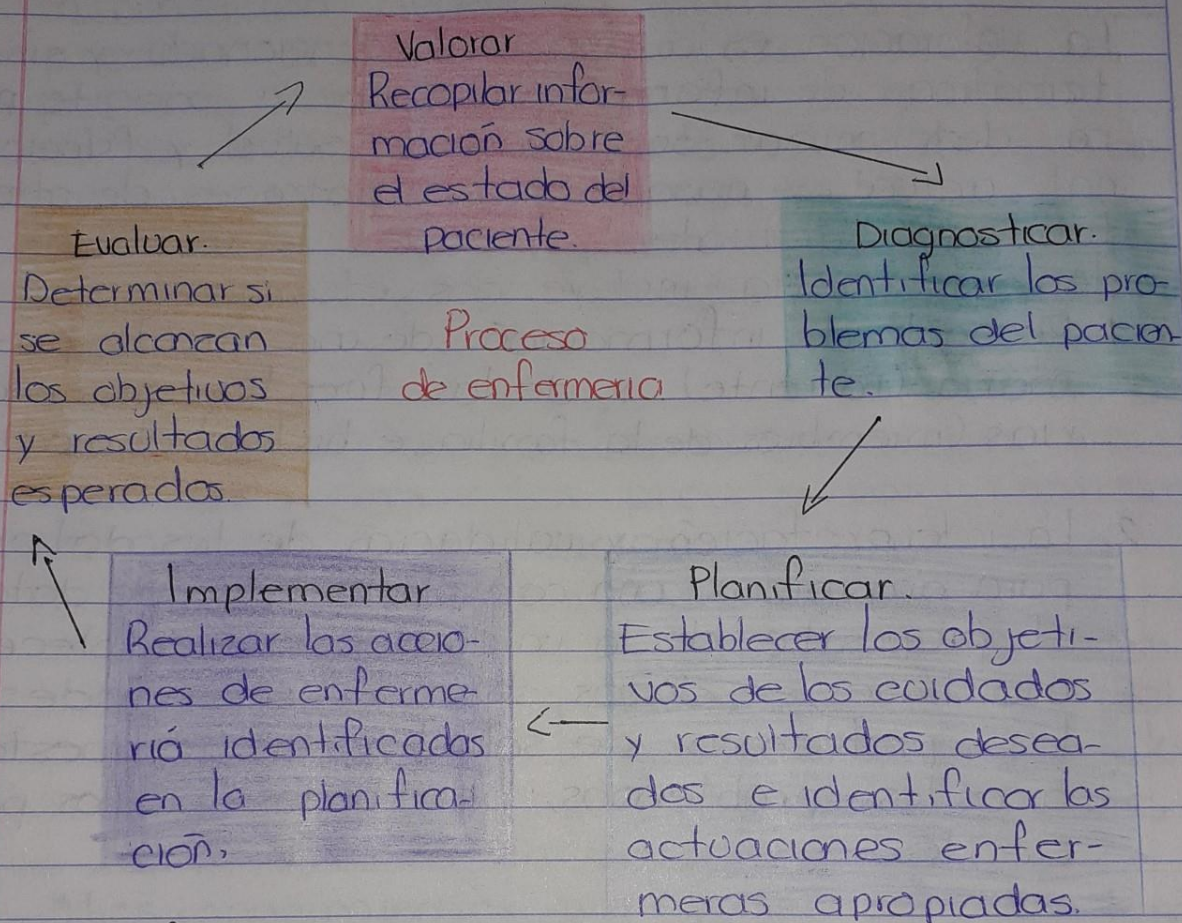 Valorar
Recopilar infor-
mación sobre
el estado del
paciente.
Diagnosticar.
Identificar los pro-
blemas del pacien-
te.
Planificar.
Establecer los objeti-
vos de los cuidados
y resultados desea-
dos e identificar las
actuaciones enfer-
meras apropiadas.
Implementar
Realizar las accio-
nes de enferme-
ría identificadas
en la planifica-
ción,
Evaluar.
Determinar si
se alcanzan
los objetivos
y resultados
esperados.
Proceso
de enfermeria